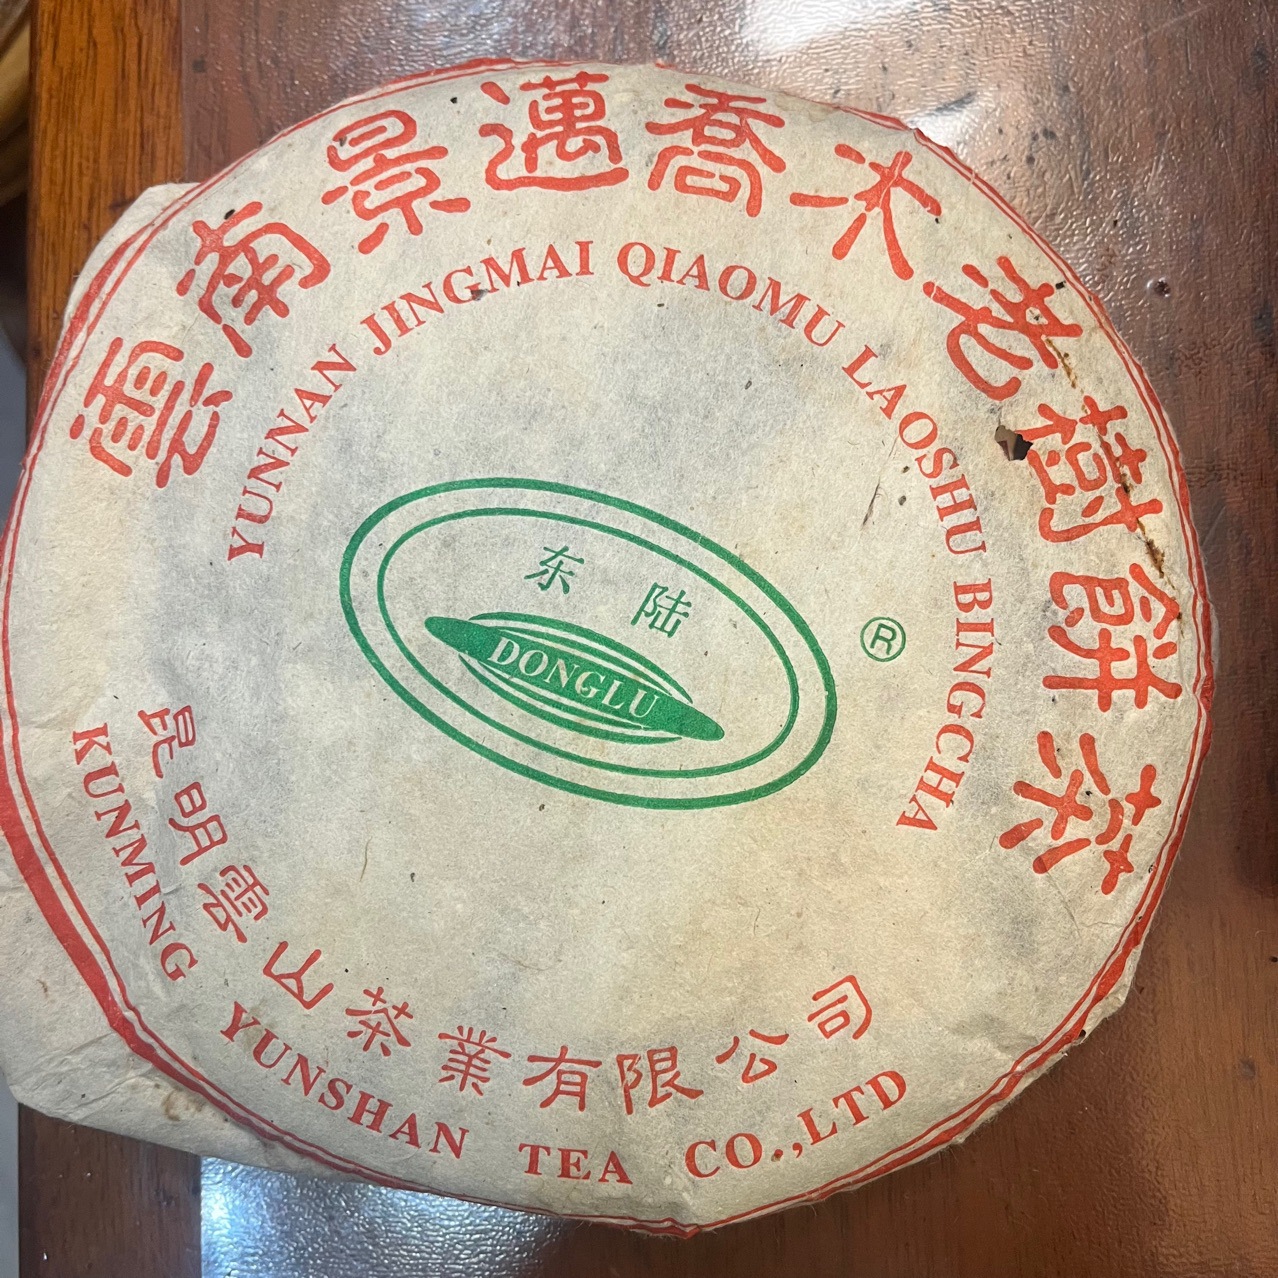 雲南景邁喬木老樹餅茶
YUNNAN JINGMAI QIAOMU LAOSHU BINGCHA
东陆
DONGLU
®
昆明雲山茶業有限公司
KUNMING YUNSHAN TEA CO.,LTD